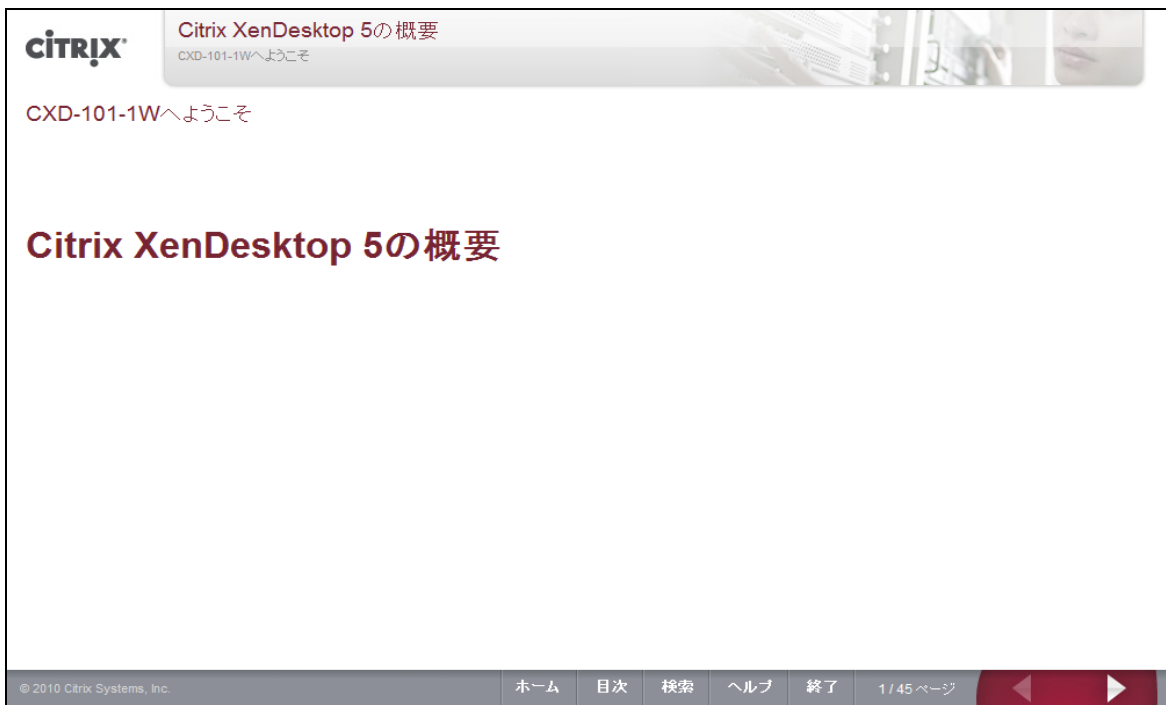 CITRIX
Citrix XenDesktop 5の概要
CXD-101-1Wへようこそ
CXD-101-1Wへようこそ
Citrix XenDesktop 5の概要
© 2010 Citrix Systems, Inc.
ホーム 目次 検索 ヘルプ 終了 1 / 45 ページ